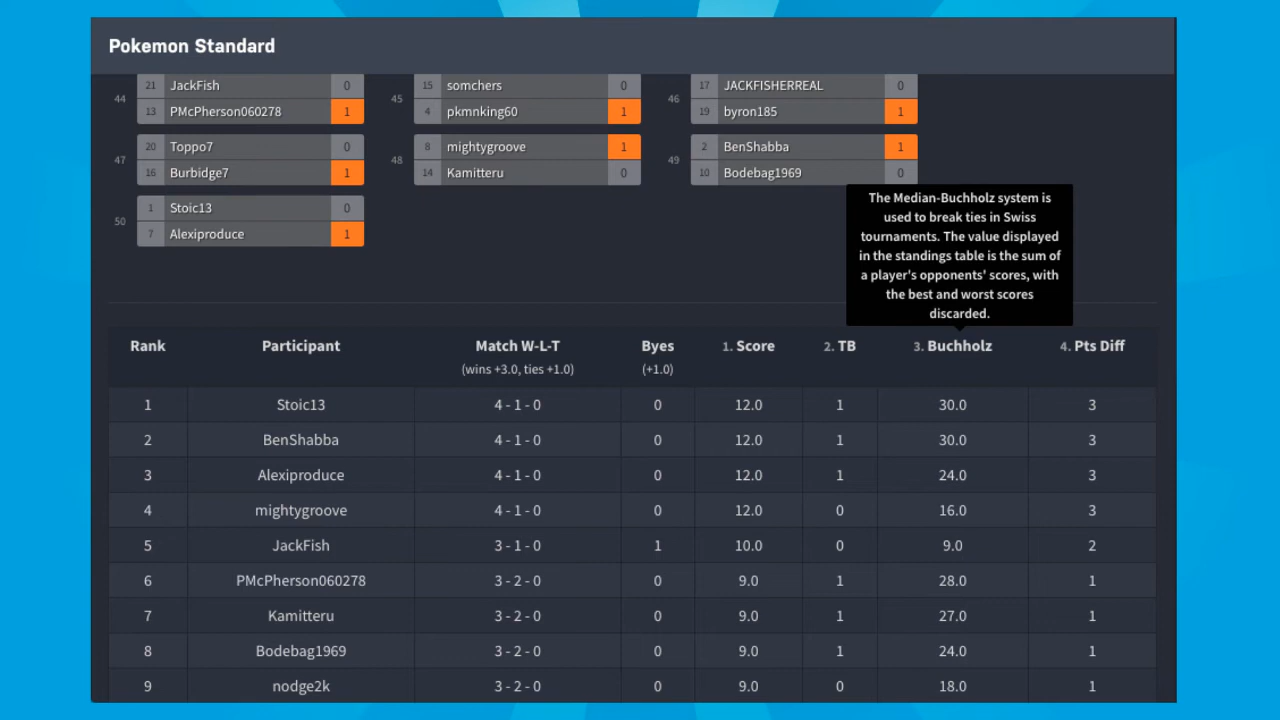 Pokemon Standard
44 21 JackFish 0
13 PMcPherson060278 1
45 15 somchers 0
4 pkmnking60 1
46 17 JACKFISHERREAL 0
19 byron185 1
47 20 Toppo7 0
16 Burbidge7 1
48 8 mightygroove 1
14 Kamitteru 0
49 2 BenShabba 1
10 Bodebag1969 0
50 1 Stoic13 0
7 Alexiproduce 1
The Median-Buchholz system is
used to break ties in Swiss
tournaments. The value displayed
in the standings table is the sum of
a player's opponents' scores, with
the best and worst scores
discarded.
Rank Participant Match W-L-T Byes 1. Score 2. TB 3. Buchholz 4. Pts Diff
(wins +3.0, ties +1.0) (+1.0)
1 Stoic13 4 - 1 - 0 0 12.0 1 30.0 3
2 BenShabba 4 - 1 - 0 0 12.0 1 30.0 3
3 Alexiproduce 4 - 1 - 0 0 12.0 1 24.0 3
4 mightygroove 4 - 1 - 0 0 12.0 0 16.0 3
5 JackFish 3 - 1 - 0 1 10.0 0 9.0 2
6 PMcPherson060278 3 - 2 - 0 0 9.0 1 28.0 1
7 Kamitteru 3 - 2 - 0 0 9.0 1 27.0 1
8 Bodebag1969 3 - 2 - 0 0 9.0 1 24.0 1
9 nodge2k 3 - 2 - 0 0 9.0 0 18.0 1